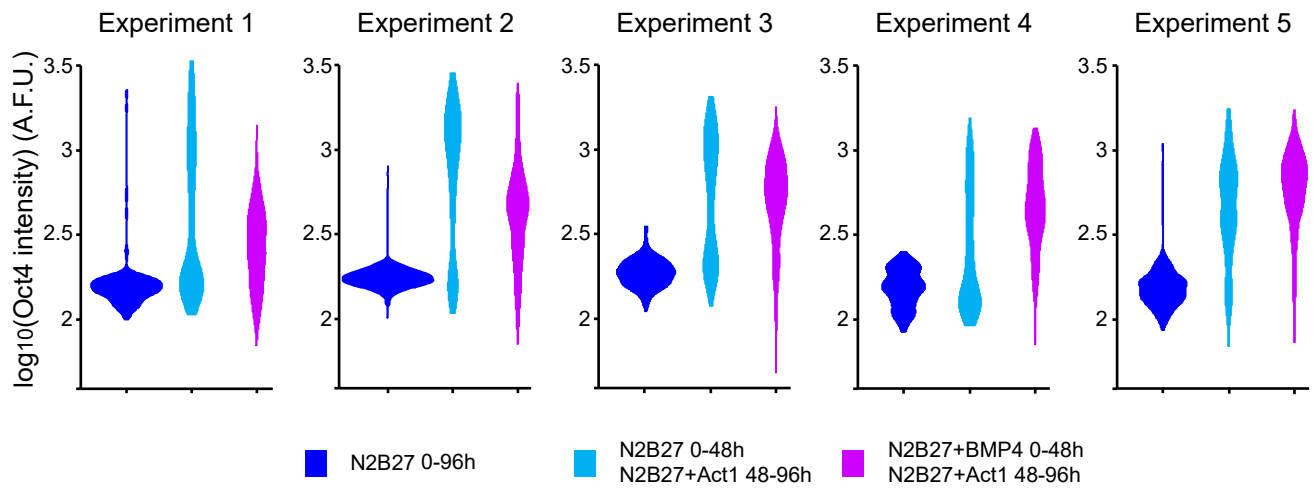 Experiment 1
Experiment 2
Experiment 3
Experiment 4
Experiment 5
log10(Oct4 intensity) (A.F.U.)
3.5
3
2.5
2
3.5
3
2.5
2
3.5
3
2.5
2
3.5
3
2.5
2
3.5
3
2.5
2
N2B27 0-96h
N2B27 0-48h
N2B27+Act1 48-96h
N2B27+BMP4 0-48h
N2B27+Act1 48-96h